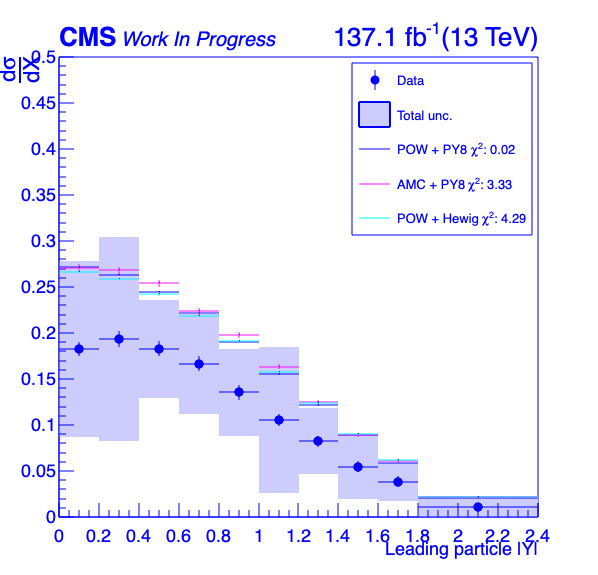 CMS Work In Progress 137.1 fb⁻¹(13 TeV)
dσ
dX
0.5
0.45
0.4
0.35
0.3
0.25
0.2
0.15
0.1
0.05
0
Data
Total unc.
POW + PY8 χ²: 0.02
AMC + PY8 χ²: 3.33
POW + Hewig χ²: 4.29
0 0.2 0.4 0.6 0.8 1 1.2 1.4 1.6 1.8 2 2.2 2.4
Leading particle |Y|